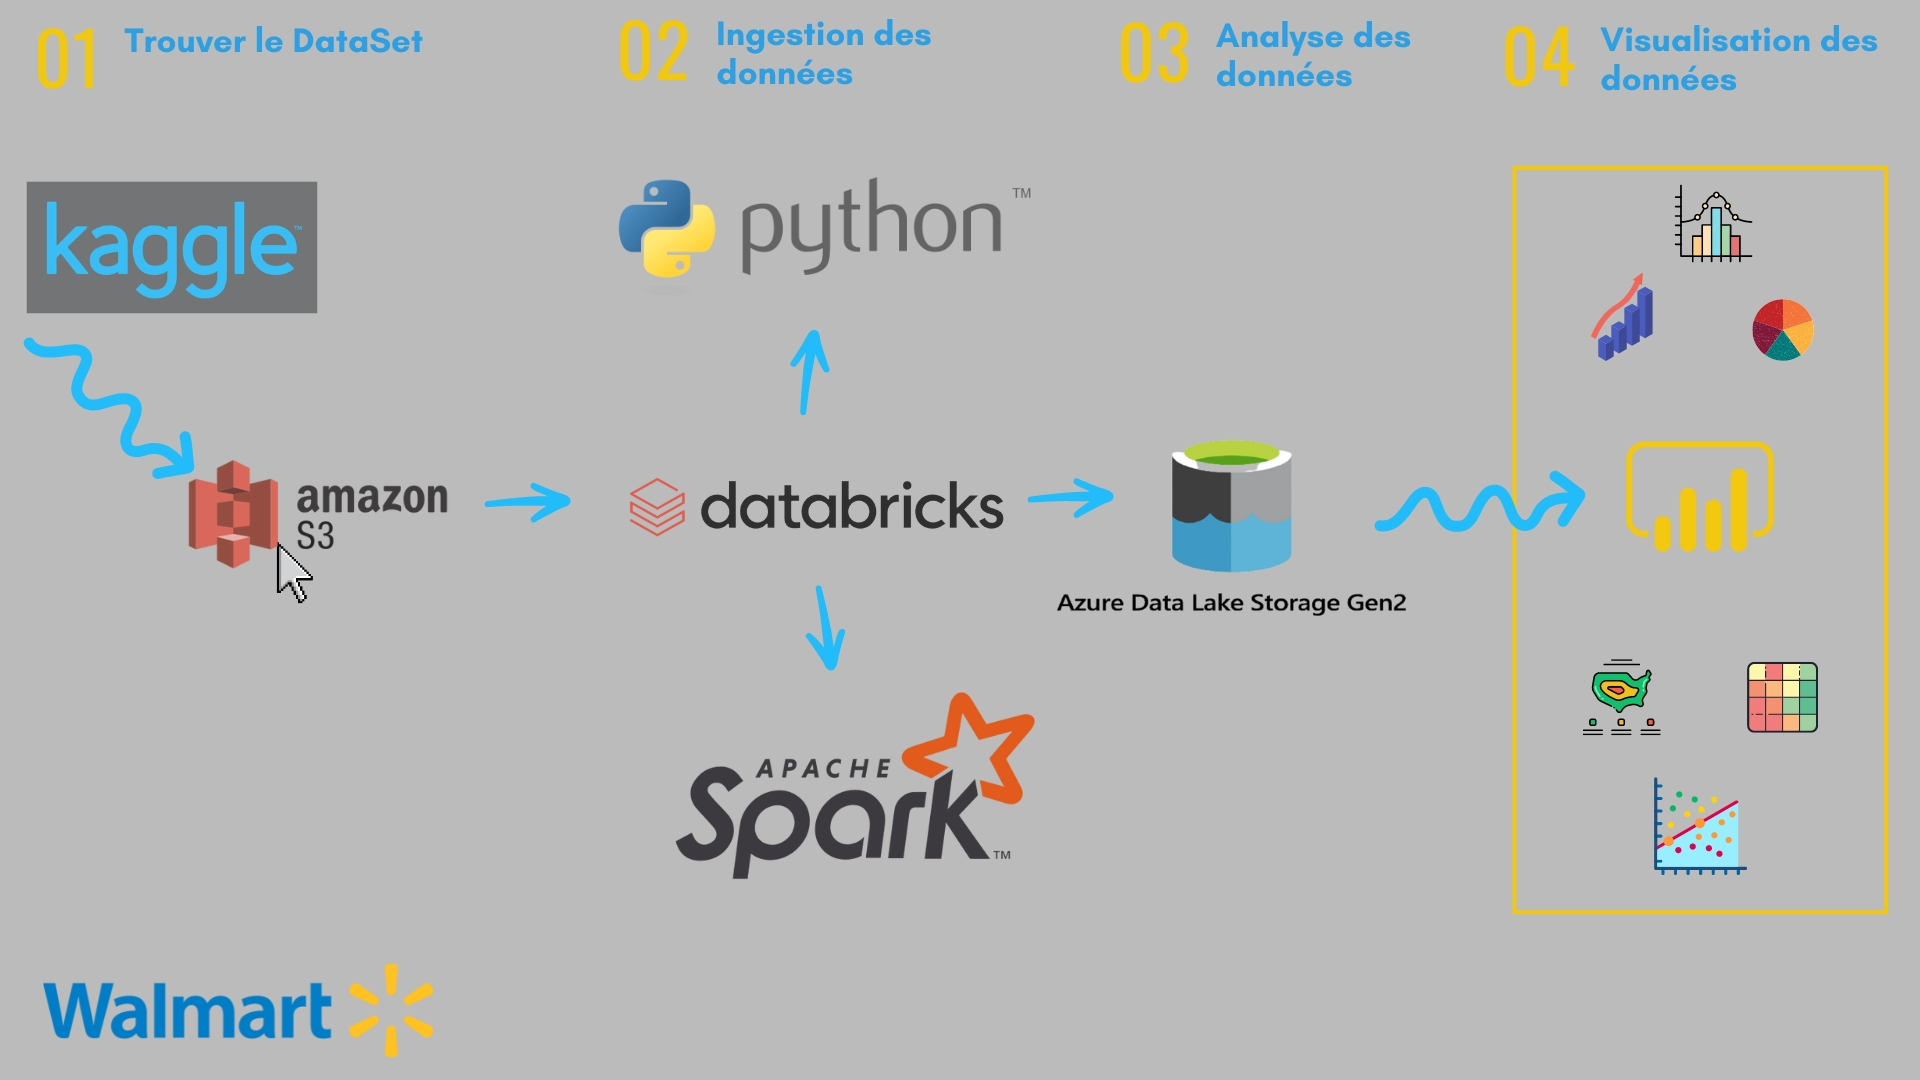 01 Trouver le DataSet
02 Ingestion des
données
03 Analyse des
données
04 Visualisation des
données
kaggle™
python™
amazon
S3
databricks
Azure Data Lake Storage Gen2
APACHE
Spark™
Walmart